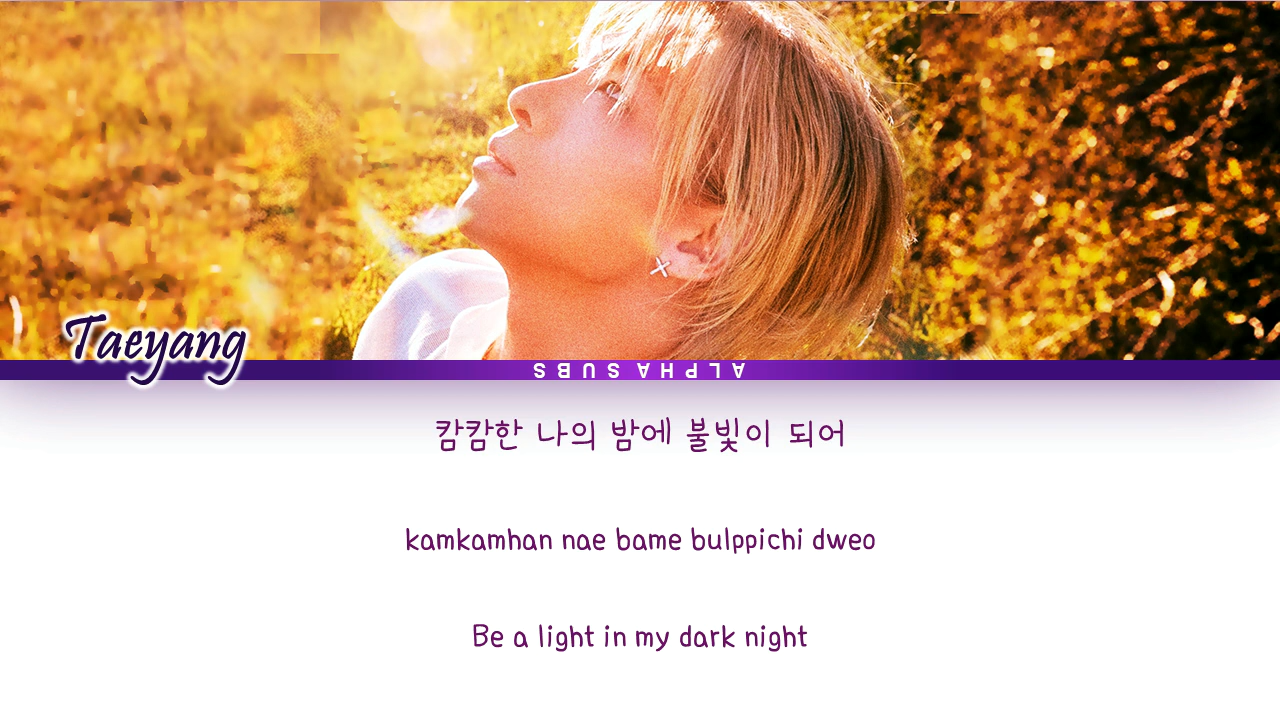 Taeyang
ALPHA SUBS
캄캄한 나의 밤에 불빛이 되어
kamkamhan nae bame bulppichi dweo
Be a light in my dark night